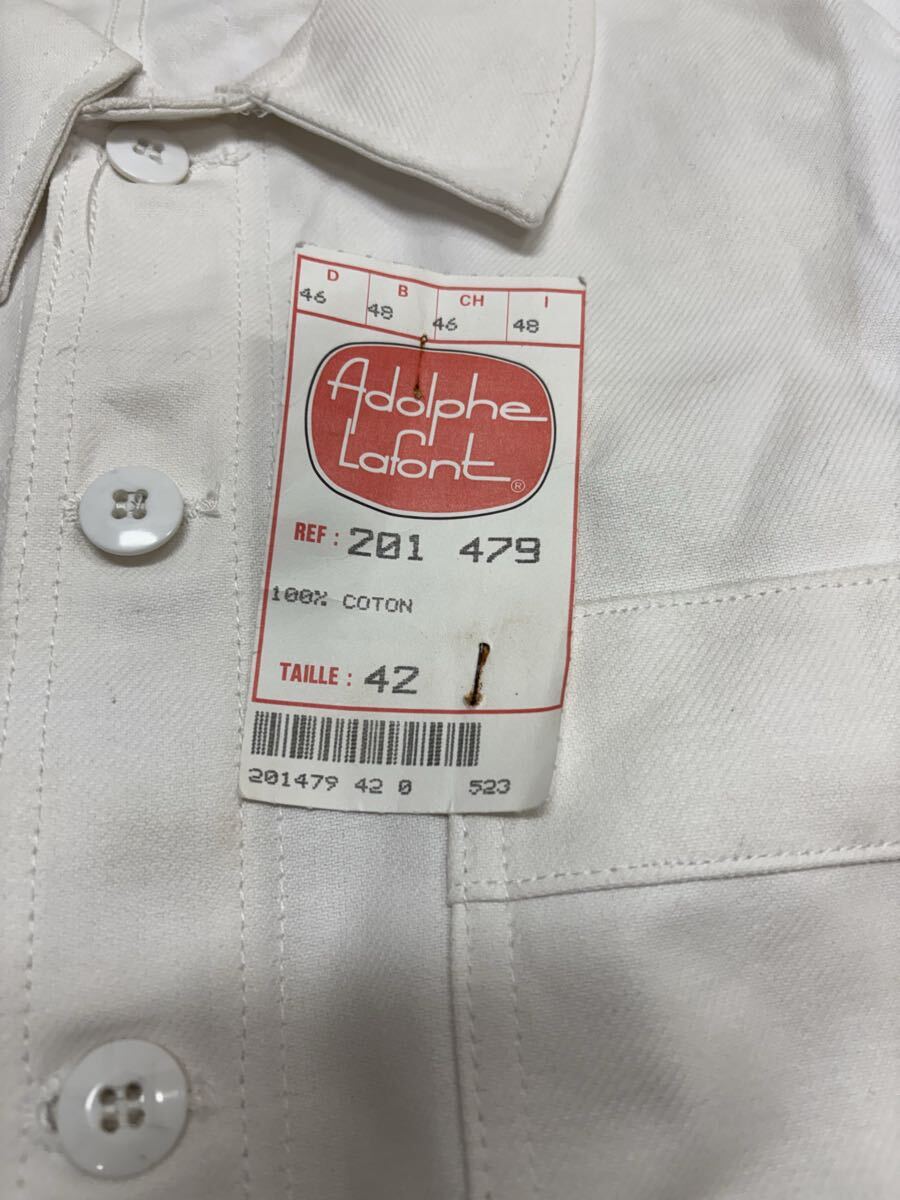 D B CH I
46 48 46 48
Adolphe
Lafont ®
REF : 201 479
100% COTON
TAILLE : 42
201479 42 0 523